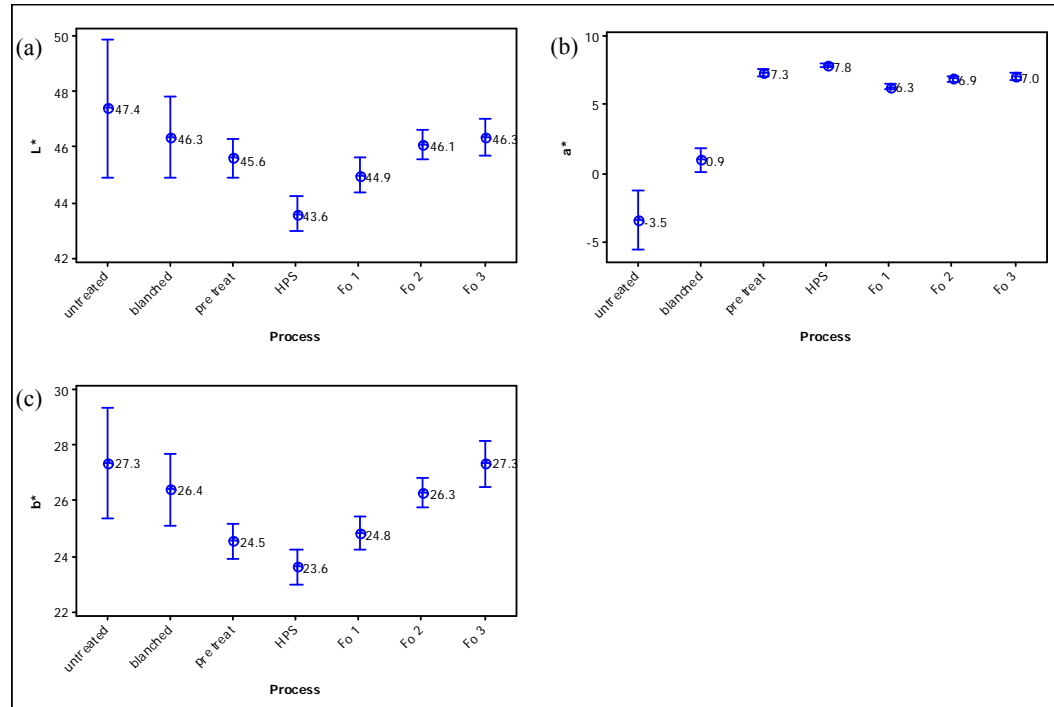 (a)
50
48
46
44
42
L*
47.4
46.3
45.6
43.6
44.9
46.1
46.3
untreated
blanched
pre treat
HPS
Fo 1
Fo 2
Fo 3
Process
(b)
10
5
0
-5
a*
-3.5
0.9
7.3
7.8
6.3
6.9
7.0
untreated
blanched
pre treat
HPS
Fo 1
Fo 2
Fo 3
Process
(c)
30
28
26
24
22
b*
27.3
26.4
24.5
23.6
24.8
26.3
27.3
untreated
blanched
pre treat
HPS
Fo 1
Fo 2
Fo 3
Process